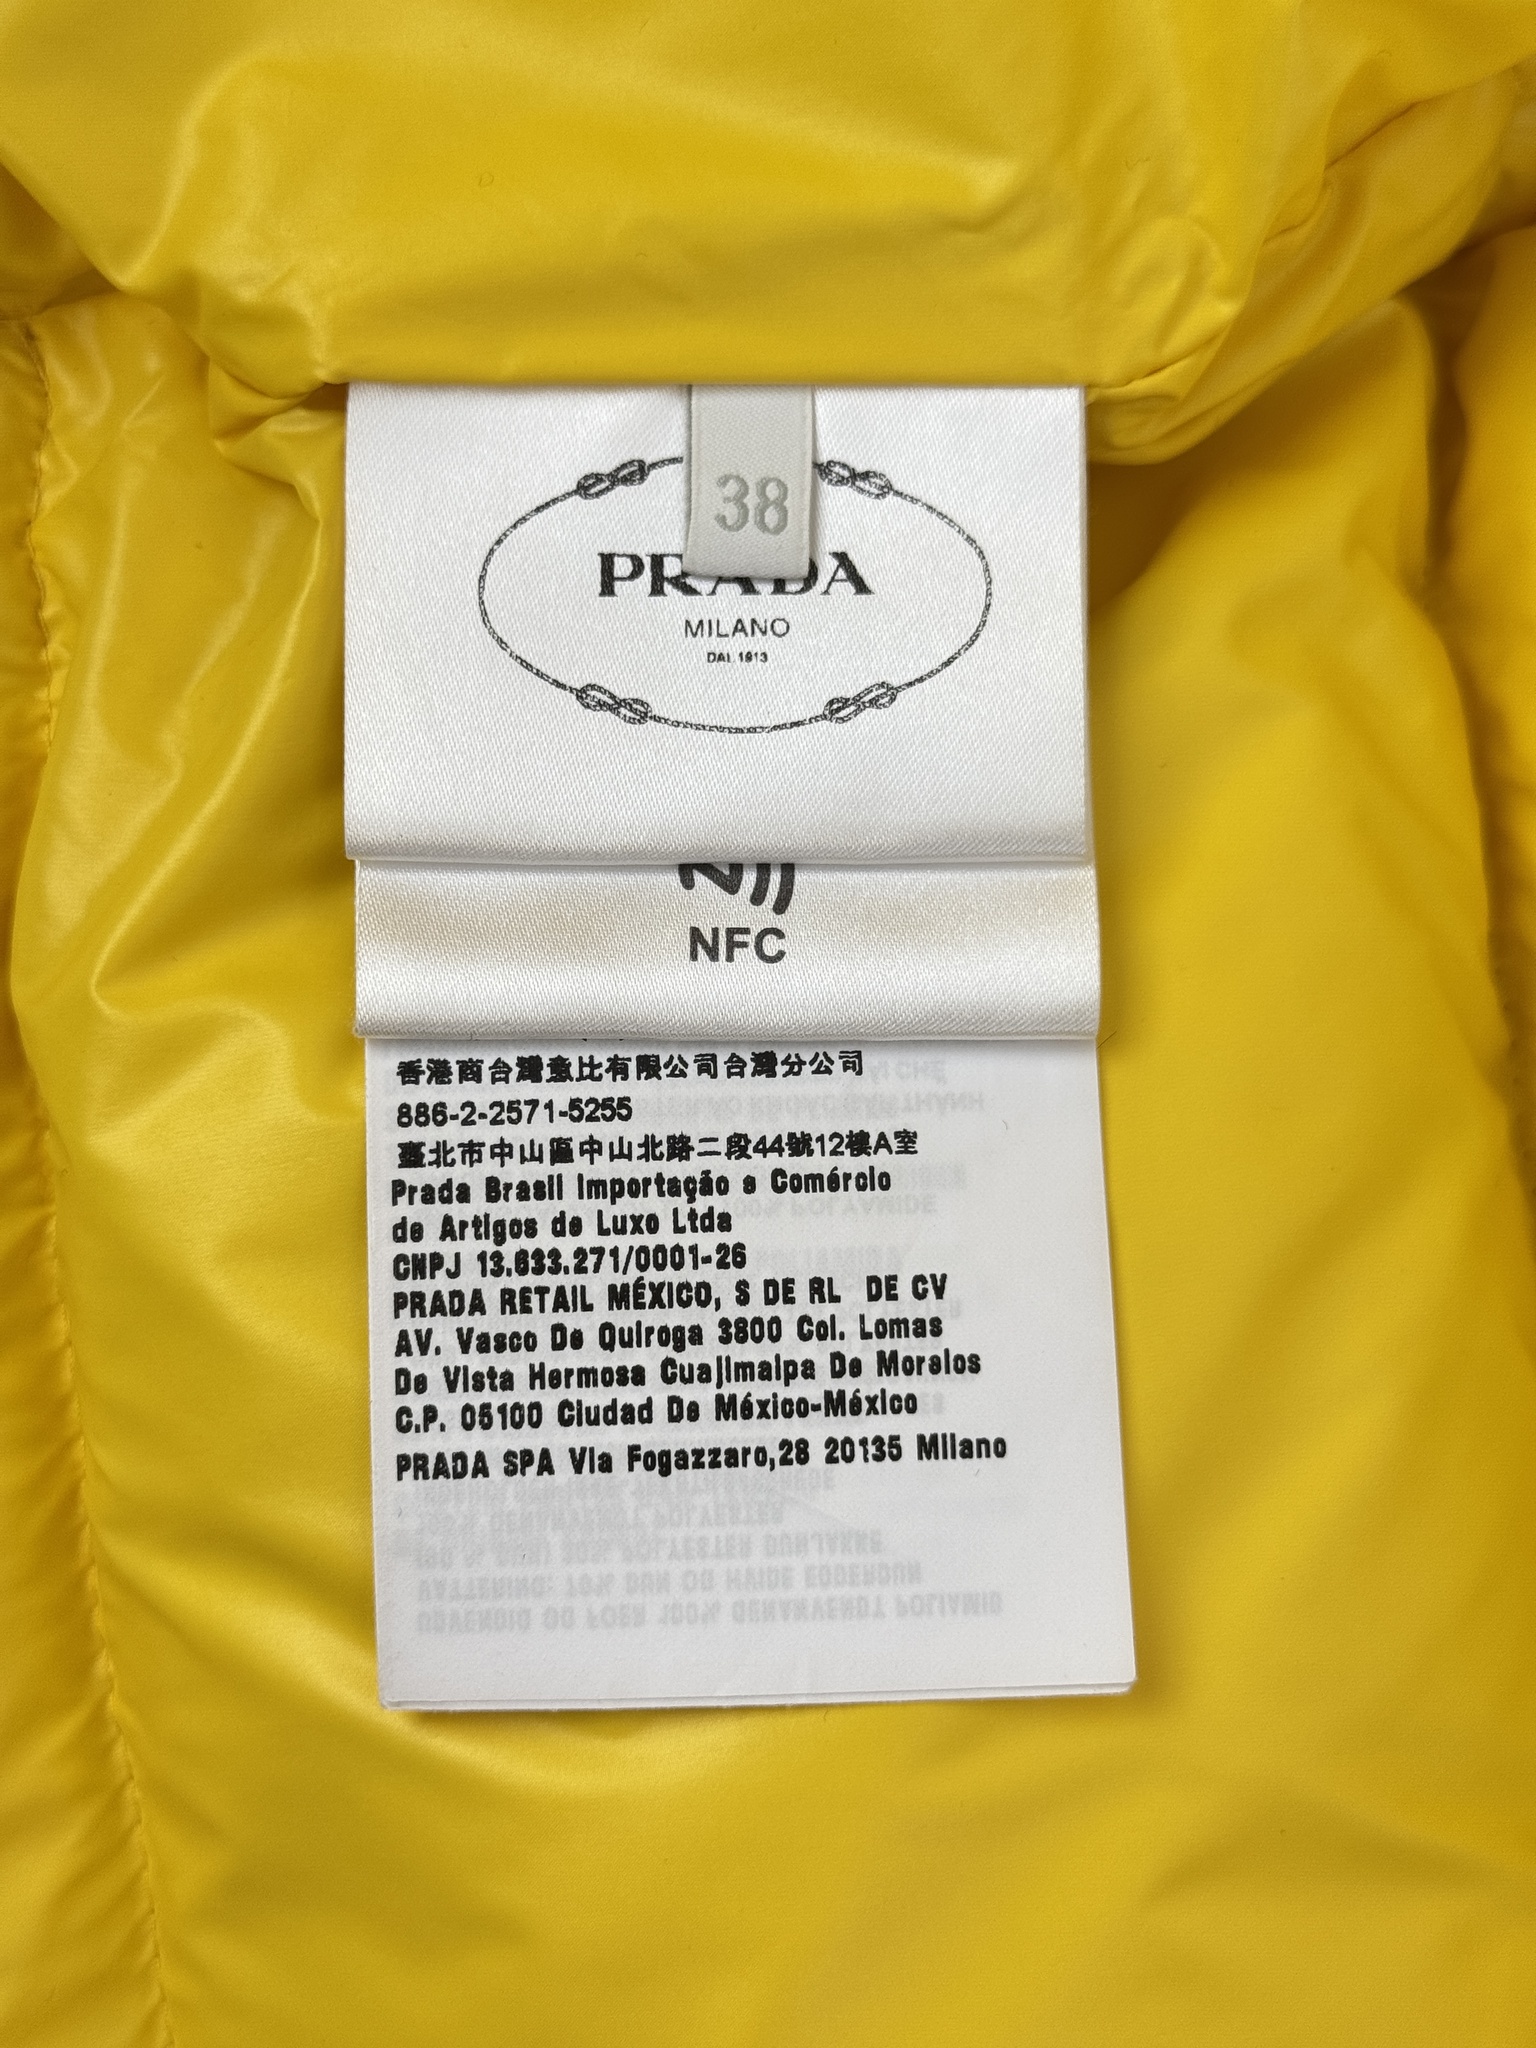 38
PRADA
MILANO
DAL 1913
NFC
香港商台灣意比有限公司台灣分公司
886-2-2571-5255
臺北市中山區中山北路二段44號12樓A室
Prada Brasil Importação e Comércio
de Artigos de Luxo Ltda
CNPJ 13.633.271/0001-26
PRADA RETAIL MÉXICO, S DE RL DE CV
AV. Vasco De Quiroga 3800 Col. Lomas
De Vista Hermosa Cuajimalpa De Morelos
C.P. 05100 Ciudad De México-México
PRADA SPA Via Fogazzaro,28 20135 Milano